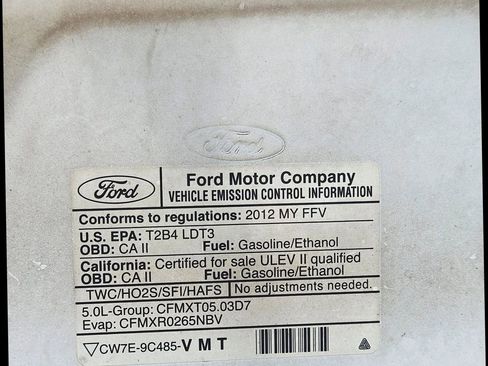 Ford
Ford
Ford Motor Company
VEHICLE EMISSION CONTROL INFORMATION
Conforms to regulations: 2012 MY FFV
U.S. EPA: T2B4 LDT3
OBD: CA II Fuel: Gasoline/Ethanol
California: Certified for sale ULEV II qualified
OBD: CA II Fuel: Gasoline/Ethanol
TWC/HO2S/SFI/HAFS No adjustments needed.
5.0L-Group: CFMXT05.03D7
Evap: CFMXR0265NBV
CW7E-9C485-VMT